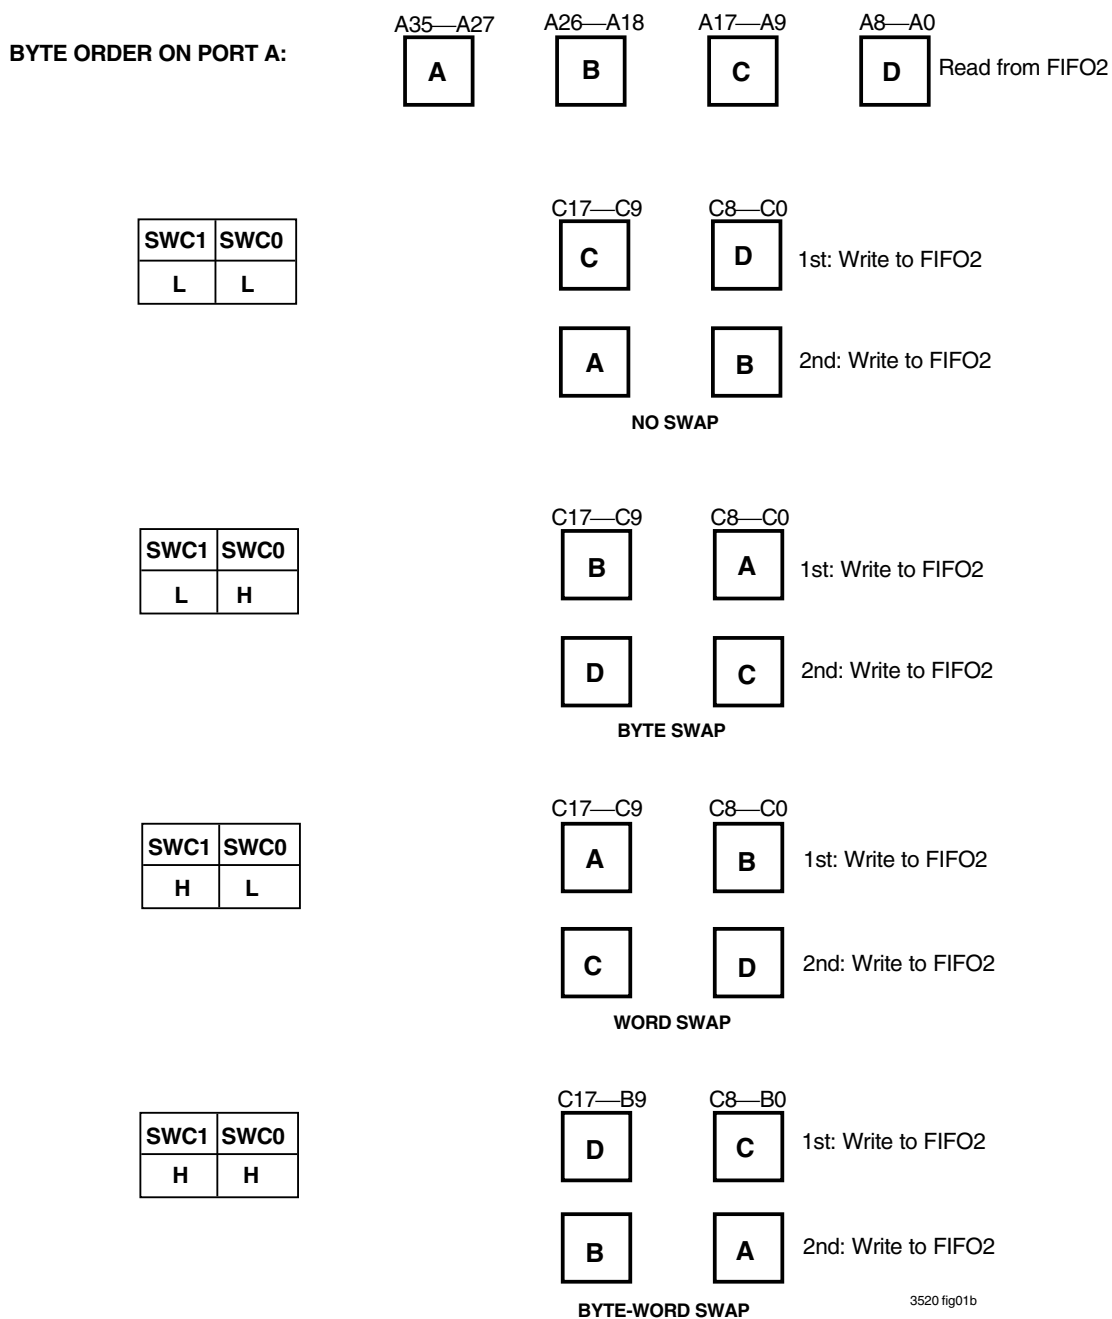 A35—A27 A26—A18 A17—A9 A8—A0
BYTE ORDER ON PORT A:
A B C D Read from FIFO2
C17—C9 C8—C0
SWC1 SWC0
L L
C D 1st: Write to FIFO2
A B 2nd: Write to FIFO2
NO SWAP
C17—C9 C8—C0
SWC1 SWC0
L H
B A 1st: Write to FIFO2
D C 2nd: Write to FIFO2
BYTE SWAP
C17—C9 C8—C0
SWC1 SWC0
H L
A B 1st: Write to FIFO2
C D 2nd: Write to FIFO2
WORD SWAP
C17—B9 C8—B0
SWC1 SWC0
H H
D C 1st: Write to FIFO2
B A 2nd: Write to FIFO2
3520 fig01b
BYTE-WORD SWAP